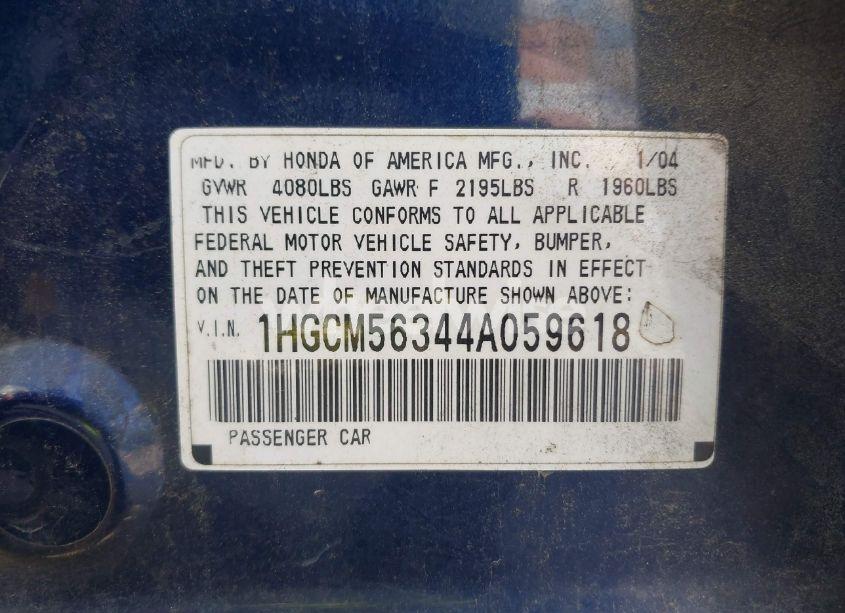 MFD. BY HONDA OF AMERICA MFG., INC. 1/04
GVWR 4080LBS GAWR F 2195LBS R 1960LBS
THIS VEHICLE CONFORMS TO ALL APPLICABLE
FEDERAL MOTOR VEHICLE SAFETY, BUMPER,
AND THEFT PREVENTION STANDARDS IN EFFECT
ON THE DATE OF MANUFACTURE SHOWN ABOVE:
V.I.N. 1HGCM56344A059618
PASSENGER CAR